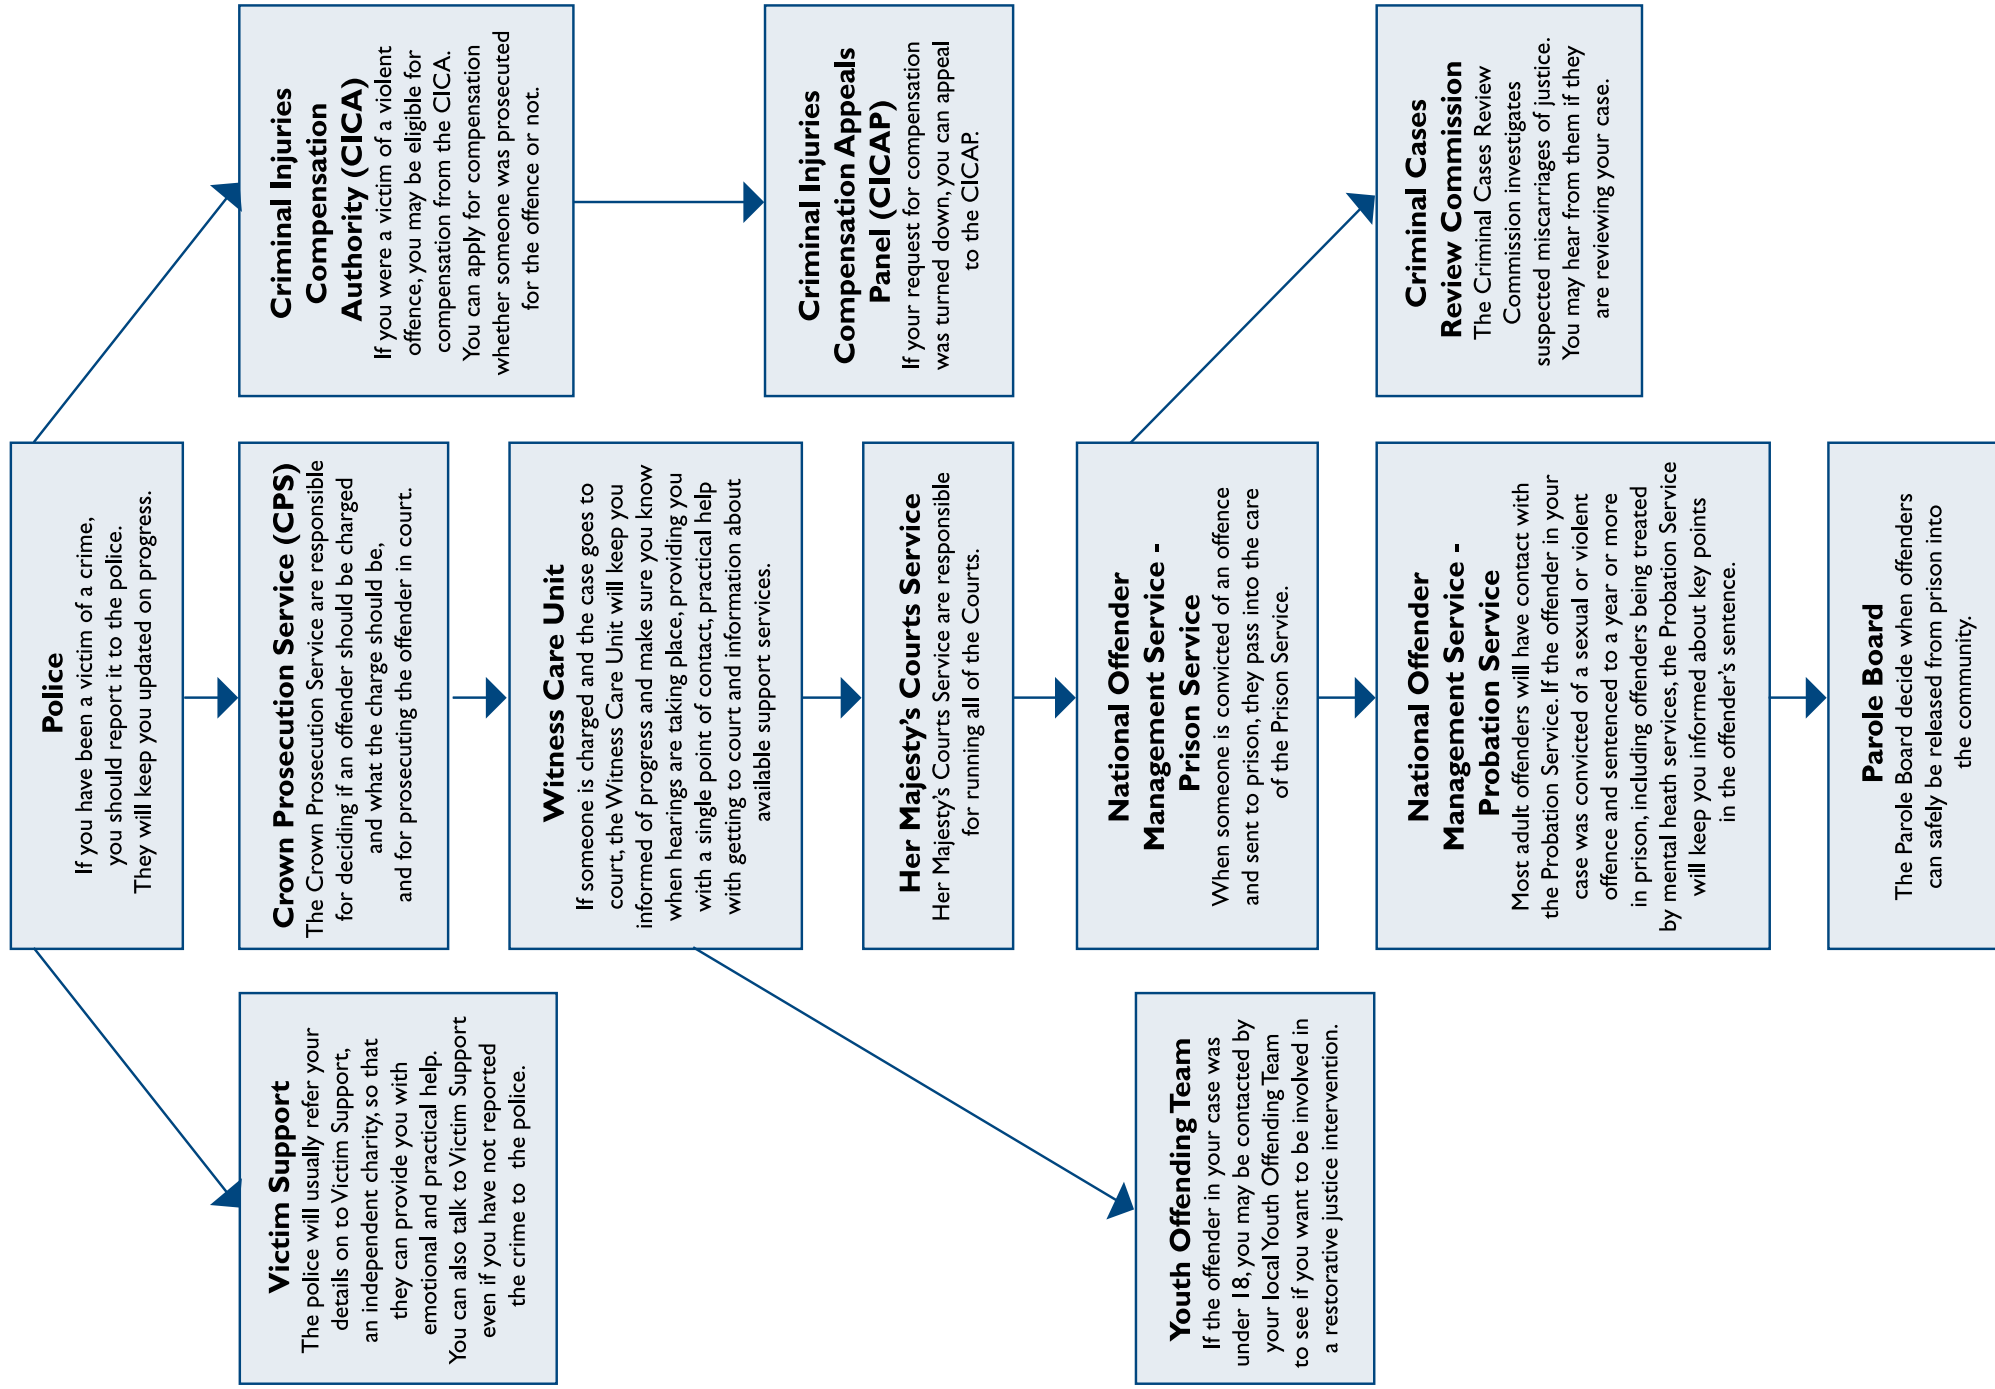 Police
If you have been a victim of a crime,
you should report it to the police.
They will keep you updated on progress.
Victim Support
The police will usually refer your
details on to Victim Support,
an independent charity, so that
they can provide you with
emotional and practical help.
You can also talk to Victim Support
even if you have not reported
the crime to the police.
Crown Prosecution Service (CPS)
The Crown Prosecution Service are responsible
for deciding if an offender should be charged
and what the charge should be,
and for prosecuting the offender in court.
Criminal Injuries
Compensation
Authority (CICA)
If you were a victim of a violent
offence, you may be eligible for
compensation from the CICA.
You can apply for compensation
whether someone was prosecuted
for the offence or not.
Witness Care Unit
If someone is charged and the case goes to
court, the Witness Care Unit will keep you
informed of progress and make sure you know
when hearings are taking place, providing you
with a single point of contact, practical help
with getting to court and information about
available support services.
Criminal Injuries
Compensation Appeals
Panel (CICAP)
If your request for compensation
was turned down, you can appeal
to the CICAP.
Her Majesty's Courts Service
Her Majesty's Courts Service are responsible
for running all of the Courts.
Youth Offending Team
If the offender in your case was
under 18, you may be contacted by
your local Youth Offending Team
to see if you want to be involved in
a restorative justice intervention.
National Offender
Management Service -
Prison Service
When someone is convicted of an offence
and sent to prison, they pass into the care
of the Prison Service.
National Offender
Management Service -
Probation Service
Most adult offenders will have contact with
the Probation Service. If the offender in your
case was convicted of a sexual or violent
offence and sentenced to a year or more
in prison, including offenders being treated
by mental heath services, the Probation Service
will keep you informed about key points
in the offender's sentence.
Criminal Cases
Review Commission
The Criminal Cases Review
Commission investigates
suspected miscarriages of justice.
You may hear from them if they
are reviewing your case.
Parole Board
The Parole Board decide when offenders
can safely be released from prison into
the community.